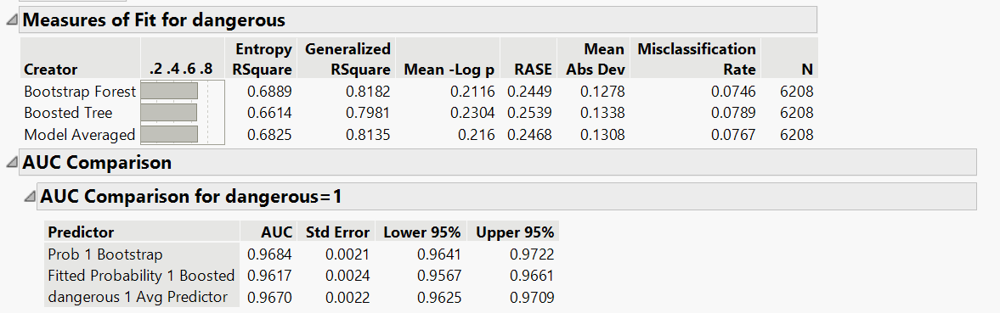 Measures of Fit for dangerous
Entropy Generalized Mean Misclassification
Creator .2 .4 .6 .8 RSquare RSquare Mean -Log p RASE Abs Dev Rate N
Bootstrap Forest 0.6889 0.8182 0.2116 0.2449 0.1278 0.0746 6208
Boosted Tree 0.6614 0.7981 0.2304 0.2539 0.1338 0.0789 6208
Model Averaged 0.6825 0.8135 0.216 0.2468 0.1308 0.0767 6208
AUC Comparison
AUC Comparison for dangerous=1
Predictor AUC Std Error Lower 95% Upper 95%
Prob 1 Bootstrap 0.9684 0.0021 0.9641 0.9722
Fitted Probability 1 Boosted 0.9617 0.0024 0.9567 0.9661
dangerous 1 Avg Predictor 0.9670 0.0022 0.9625 0.9709